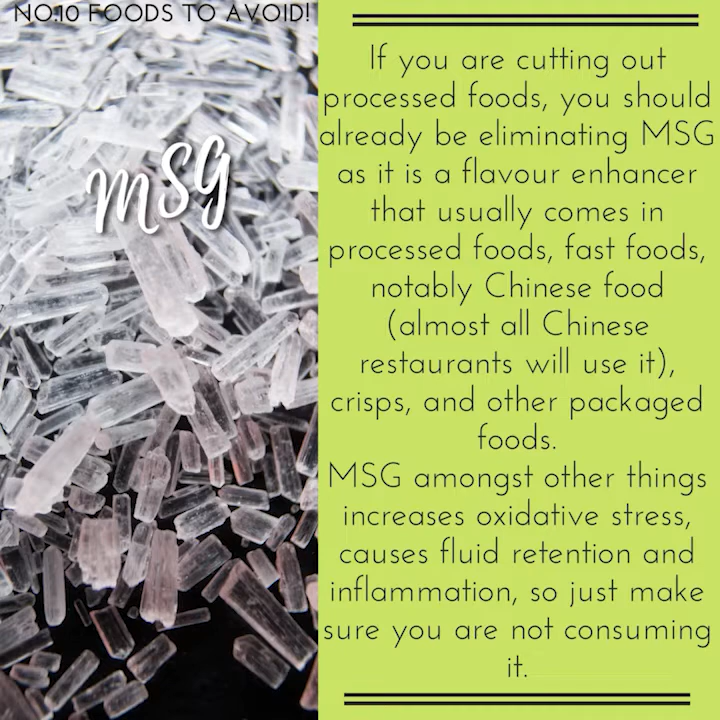 NO.10 FOODS TO AVOID!
MSG
If you are cutting out
processed foods, you should
already be eliminating MSG
as it is a flavour enhancer
that usually comes in
processed foods, fast foods,
notably Chinese food
(almost all Chinese
restaurants will use it),
crisps, and other packaged
foods.
MSG amongst other things
increases oxidative stress,
causes fluid retention and
inflammation, so just make
sure you are not consuming
it.